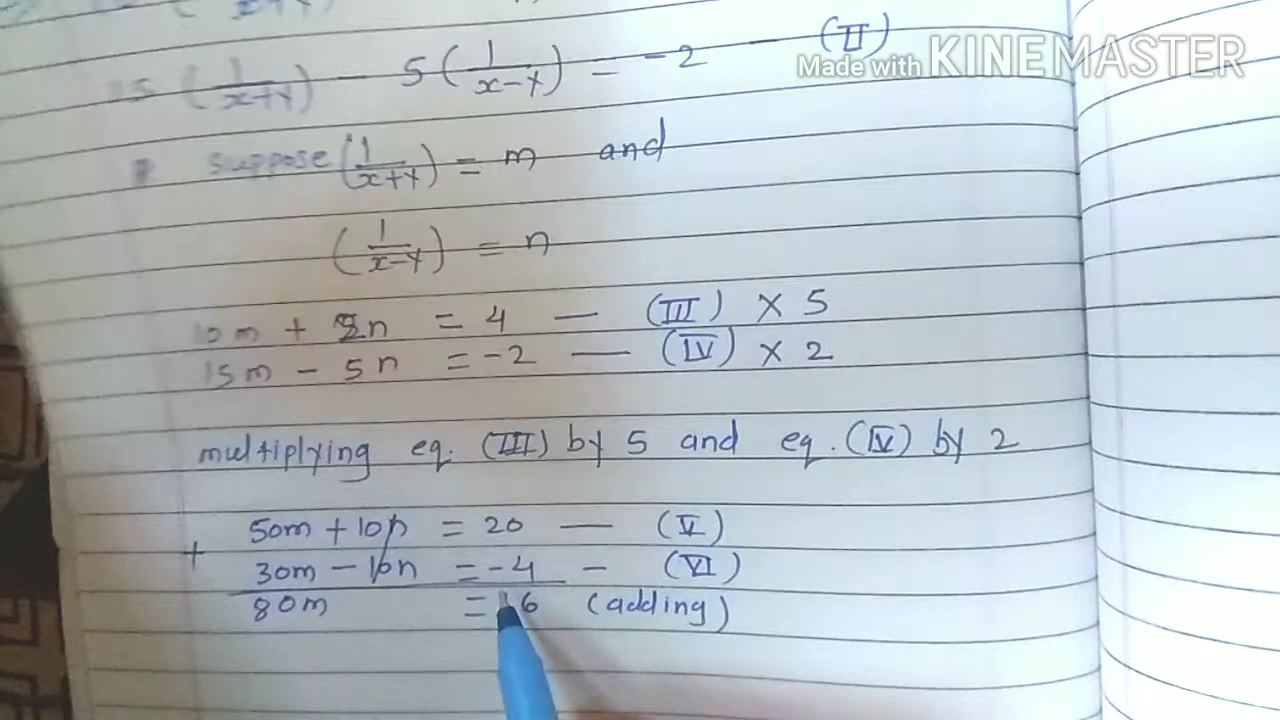 15 (1/(x+y)) - 5 (1/(x-y)) = -2 - (II)
Made with KINEMASTER
suppose (1/(x+y)) = m and
(1/(x-y)) = n
10m + 2n = 4 — (III) × 5
15m - 5n = -2 — (IV) × 2
multiplying eq. (III) by 5 and eq. (IV) by 2
50m + 10n = 20 — (V)
+ 30m - 10n = -4 - (VI)
80m = 16 (adding)